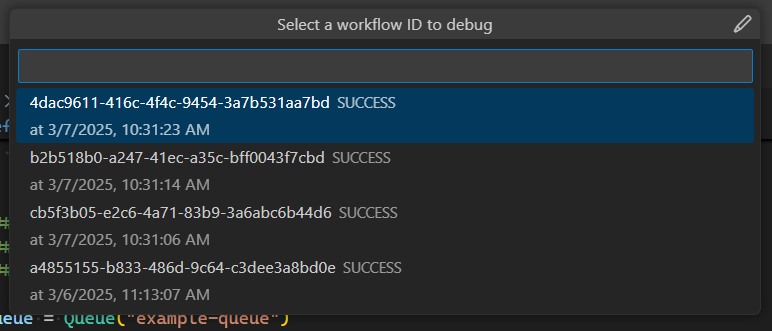 Select a workflow ID to debug
4dac9611-416c-4f4c-9454-3a7b531aa7bd SUCCESS
at 3/7/2025, 10:31:23 AM
b2b518b0-a247-41ec-a35c-bff0043f7cbd SUCCESS
at 3/7/2025, 10:31:14 AM
cb5f3b05-e2c6-4a71-83b9-3a6abc6b44d6 SUCCESS
at 3/7/2025, 10:31:06 AM
a4855155-b833-486d-9c64-c3dee3a8bd0e SUCCESS
at 3/6/2025, 11:13:07 AM
#
#
#
eue = Queue("example-queue")